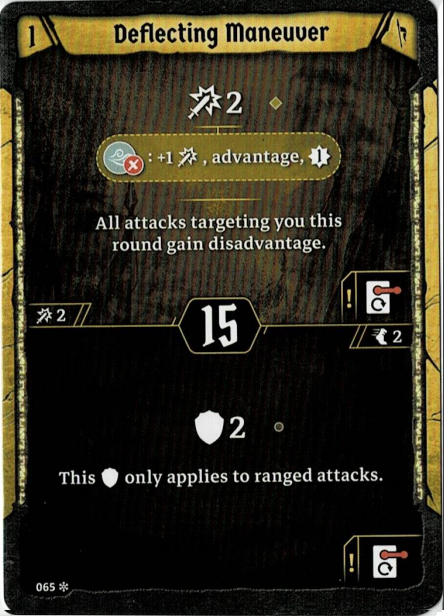 1 Deflecting Maneuver
2
: +1 , advantage, 1
All attacks targeting you this
round gain disadvantage.
!
2 15 2
2
This only applies to ranged attacks.
!
065